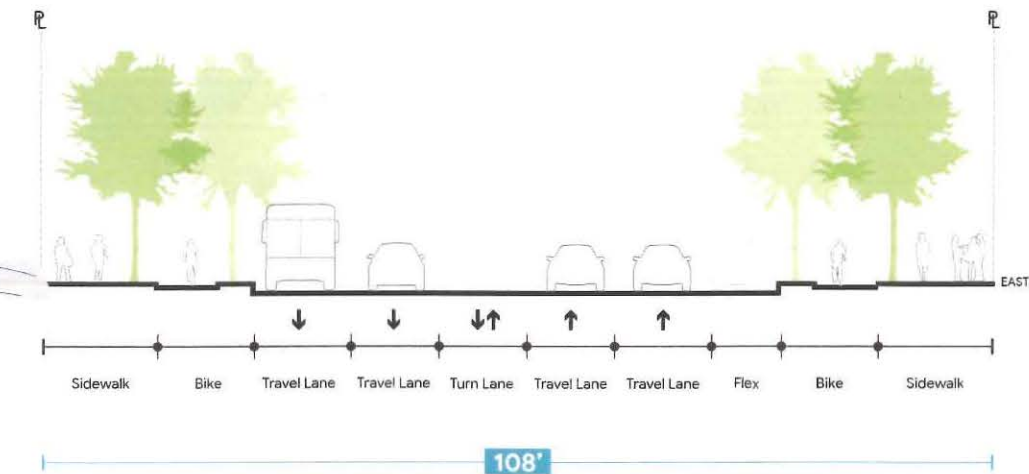 PL PL
EAST
Sidewalk Bike Travel Lane Travel Lane Turn Lane Travel Lane Travel Lane Flex Bike Sidewalk
108'